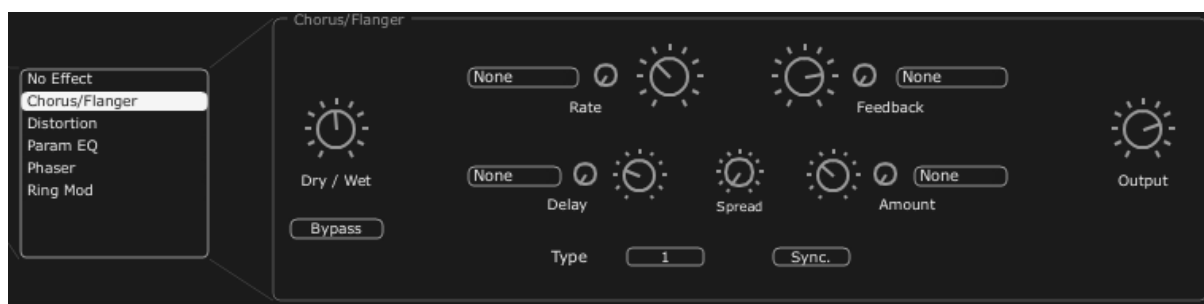 Chorus/Flanger
No Effect
Chorus/Flanger
Distortion
Param EQ
Phaser
Ring Mod
Dry / Wet
Bypass
None
Rate
None
Feedback
None
Delay
Spread
None
Amount
Output
Type 1 Sync.